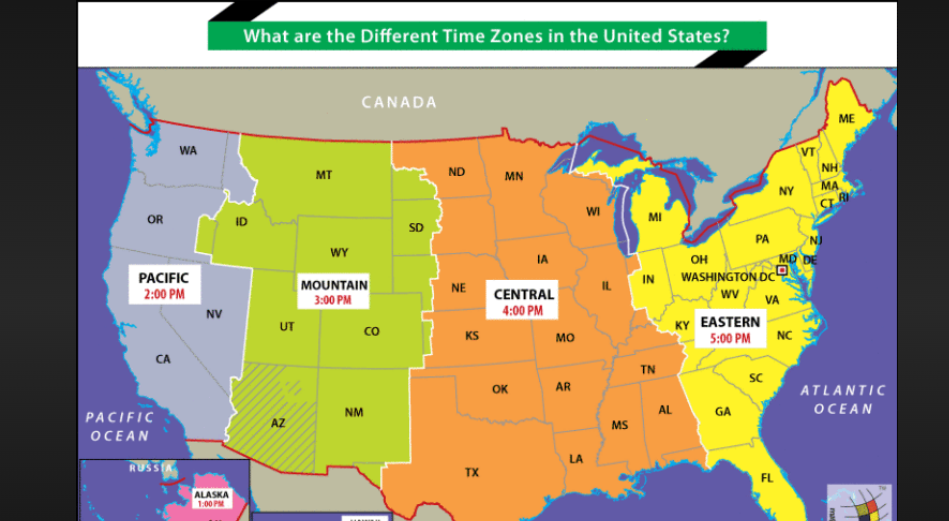 What are the Different Time Zones in the United States?
CANADA
WA
MT
ND
MN
ME
VT
NH
MA
CT
RI
NY
OR
ID
SD
WI
MI
WY
PA
NJ
OH
MD
DE
WASHINGTON DC
IA
IN
IL
PACIFIC
2:00 PM
MOUNTAIN
3:00 PM
NE
CENTRAL
4:00 PM
WV
VA
NV
UT
CO
KS
MO
KY
EASTERN
5:00 PM
NC
CA
TN
SC
OK
AR
AZ
NM
MS
AL
GA
ATLANTIC
OCEAN
PACIFIC
OCEAN
TX
LA
FL
RUSSIA
ALASKA
1:00 PM